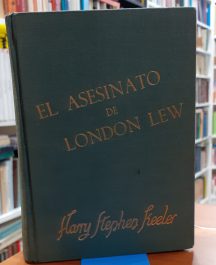 EL ASESINATO
DE
LONDON LEW
Harry Stephen Keeler